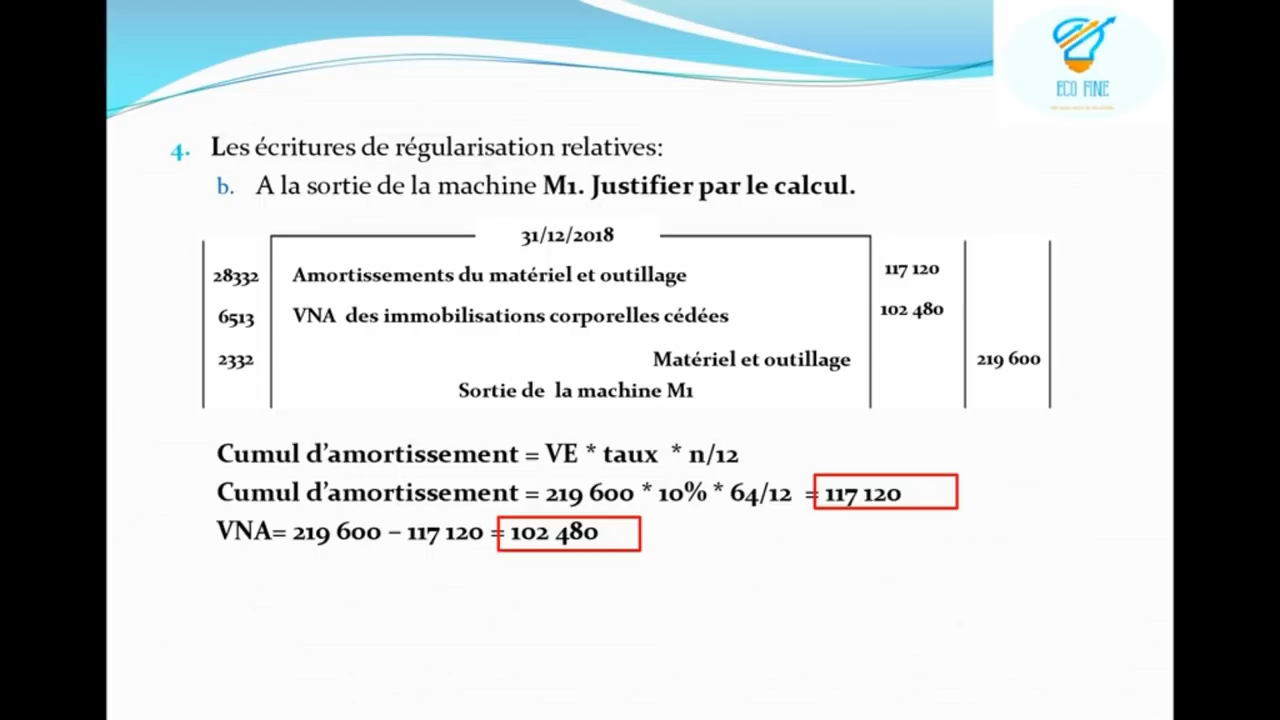 ECO FINE
4. Les écritures de régularisation relatives:
b. A la sortie de la machine M1. Justifier par le calcul.
31/12/2018
28332 Amortissements du matériel et outillage 117 120
6513 VNA des immobilisations corporelles cédées 102 480
2332 Matériel et outillage 219 600
Sortie de la machine M1
Cumul d’amortissement = VE * taux * n/12
Cumul d’amortissement = 219 600 * 10% * 64/12 = 117 120
VNA= 219 600 – 117 120 = 102 480